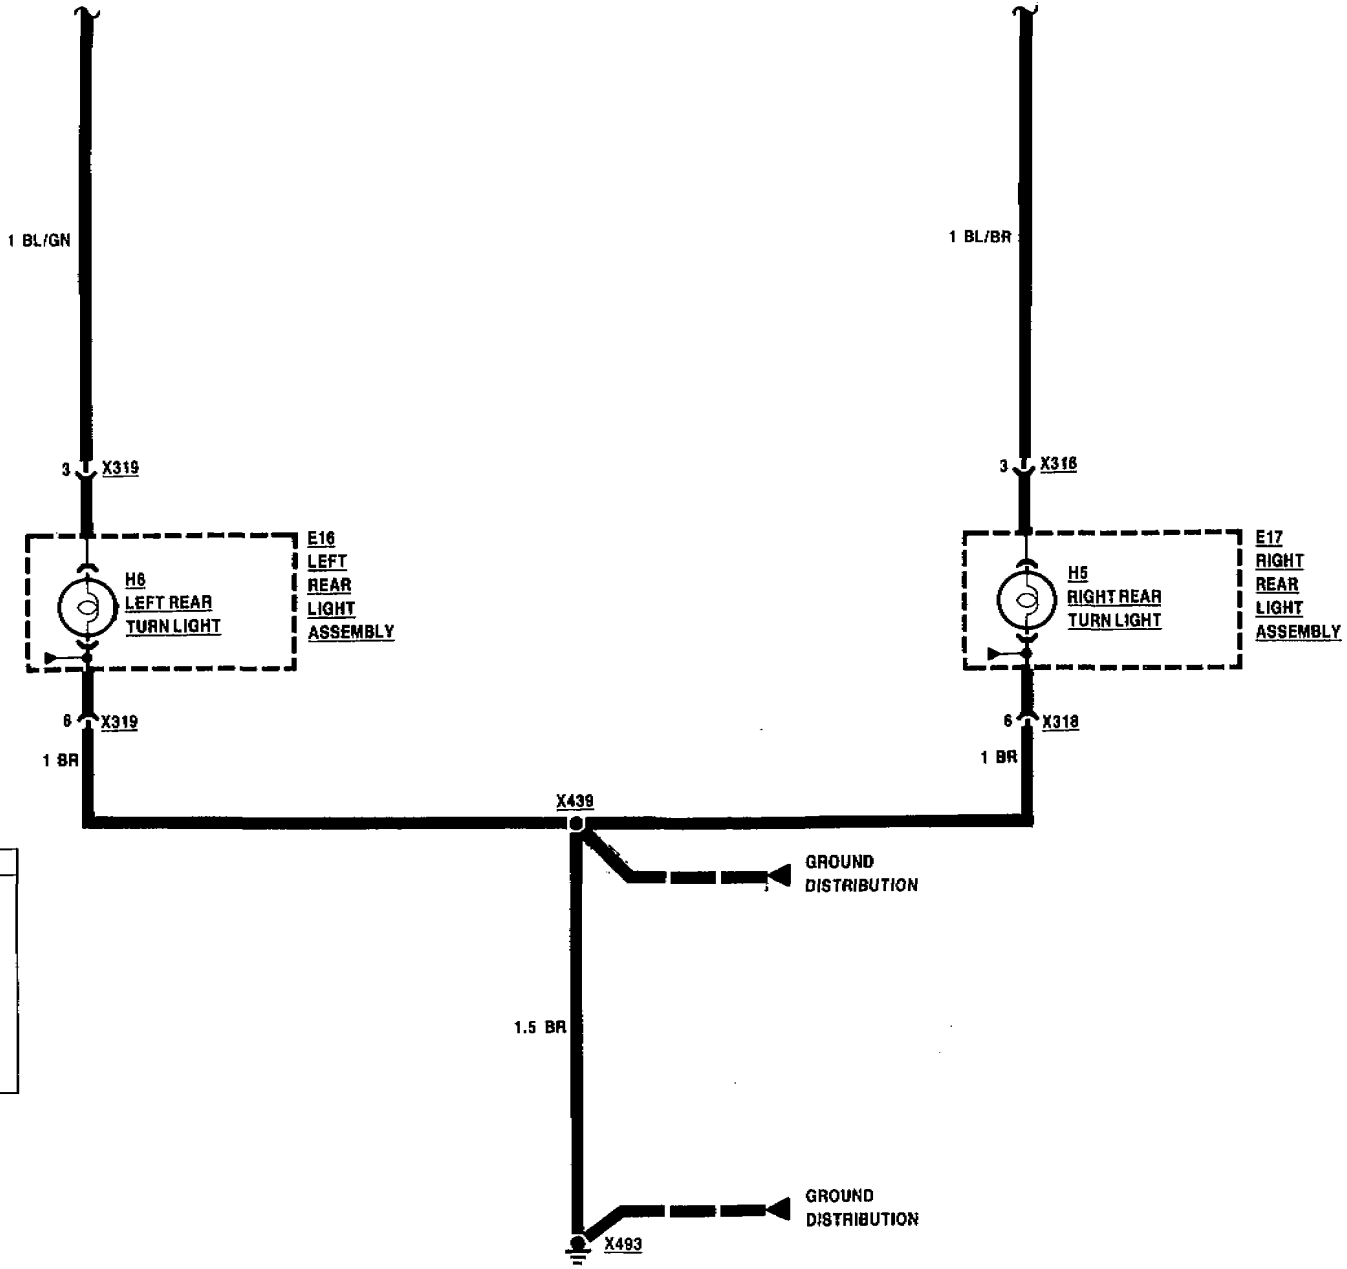 1 BL/GN
1 BL/BR
3 X319
3 X316
E16
LEFT
REAR
LIGHT
ASSEMBLY
H6
LEFT REAR
TURN LIGHT
E17
RIGHT
REAR
LIGHT
ASSEMBLY
H5
RIGHT REAR
TURN LIGHT
6 X319
6 X318
1 BR
1 BR
X439
GROUND
DISTRIBUTION
1.5 BR
GROUND
DISTRIBUTION
X493